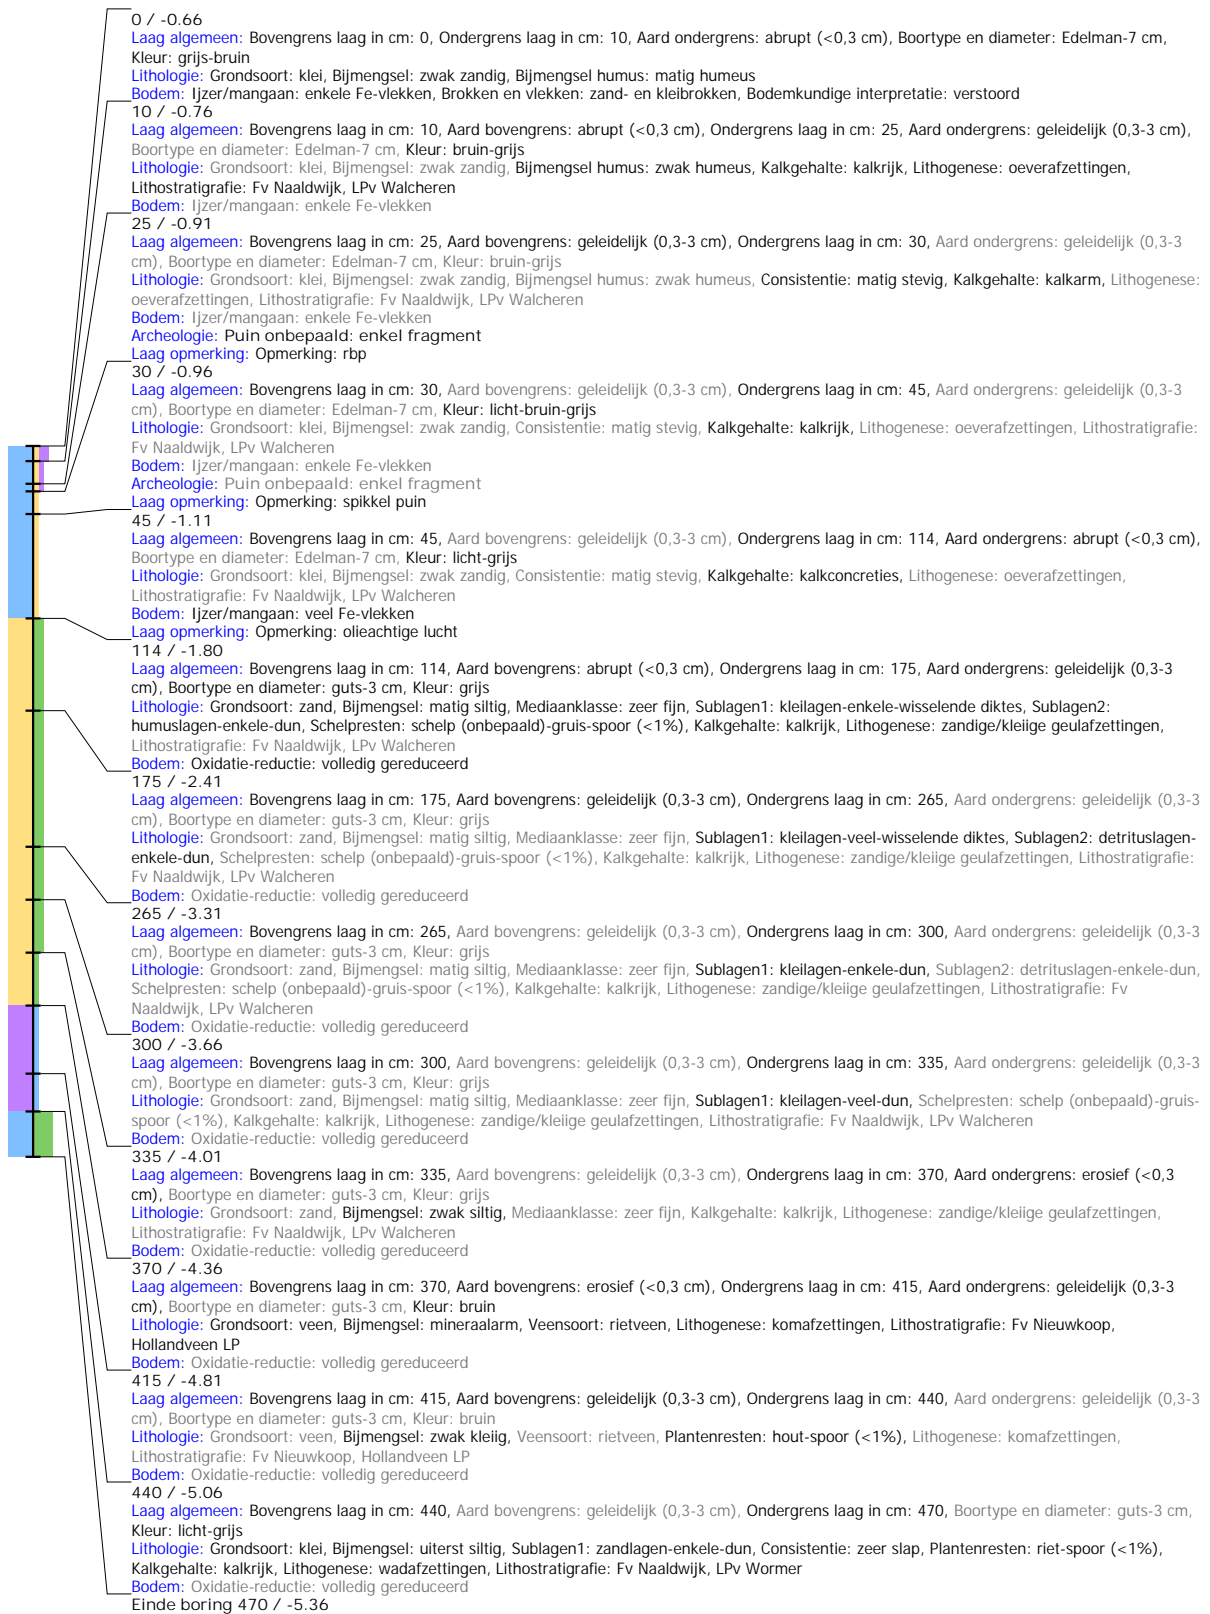 0 / -0.66
Laag algemeen: Bovengrens laag in cm: 0, Ondergrens laag in cm: 10, Aard ondergrens: abrupt (<0,3 cm), Boortype en diameter: Edelman-7 cm,
Kleur: grijs-bruin
Lithologie: Grondsoort: klei, Bijmengsel: zwak zandig, Bijmengsel humus: matig humeus
Bodem: Ijzer/mangaan: enkele Fe-vlekken, Brokken en vlekken: zand- en kleibrokken, Bodemkundige interpretatie: verstoord
10 / -0.76
Laag algemeen: Bovengrens laag in cm: 10, Aard bovengrens: abrupt (<0,3 cm), Ondergrens laag in cm: 25, Aard ondergrens: geleidelijk (0,3-3 cm),
Boortype en diameter: Edelman-7 cm, Kleur: bruin-grijs
Lithologie: Grondsoort: klei, Bijmengsel: zwak zandig, Bijmengsel humus: zwak humeus, Kalkgehalte: kalkrijk, Lithogenese: oeverafzettingen,
Lithostratigrafie: Fv Naaldwijk, LPv Walcheren
Bodem: Ijzer/mangaan: enkele Fe-vlekken
25 / -0.91
Laag algemeen: Bovengrens laag in cm: 25, Aard bovengrens: geleidelijk (0,3-3 cm), Ondergrens laag in cm: 30, Aard ondergrens: geleidelijk (0,3-3
cm), Boortype en diameter: Edelman-7 cm, Kleur: bruin-grijs
Lithologie: Grondsoort: klei, Bijmengsel: zwak zandig, Bijmengsel humus: zwak humeus, Consistentie: matig stevig, Kalkgehalte: kalkarm, Lithogenese:
oeverafzettingen, Lithostratigrafie: Fv Naaldwijk, LPv Walcheren
Bodem: Ijzer/mangaan: enkele Fe-vlekken
Archeologie: Puin onbepaald: enkel fragment
Laag opmerking: Opmerking: rbp
30 / -0.96
Laag algemeen: Bovengrens laag in cm: 30, Aard bovengrens: geleidelijk (0,3-3 cm), Ondergrens laag in cm: 45, Aard ondergrens: geleidelijk (0,3-3
cm), Boortype en diameter: Edelman-7 cm, Kleur: licht-bruin-grijs
Lithologie: Grondsoort: klei, Bijmengsel: zwak zandig, Consistentie: matig stevig, Kalkgehalte: kalkrijk, Lithogenese: oeverafzettingen, Lithostratigrafie:
Fv Naaldwijk, LPv Walcheren
Bodem: Ijzer/mangaan: enkele Fe-vlekken
Archeologie: Puin onbepaald: enkel fragment
Laag opmerking: Opmerking: spikkel puin
45 / -1.11
Laag algemeen: Bovengrens laag in cm: 45, Aard bovengrens: geleidelijk (0,3-3 cm), Ondergrens laag in cm: 114, Aard ondergrens: abrupt (<0,3 cm),
Boortype en diameter: Edelman-7 cm, Kleur: licht-grijs
Lithologie: Grondsoort: klei, Bijmengsel: zwak zandig, Consistentie: matig stevig, Kalkgehalte: kalkconcreties, Lithogenese: oeverafzettingen,
Lithostratigrafie: Fv Naaldwijk, LPv Walcheren
Bodem: Ijzer/mangaan: veel Fe-vlekken
Laag opmerking: Opmerking: olieachtige lucht
114 / -1.80
Laag algemeen: Bovengrens laag in cm: 114, Aard bovengrens: abrupt (<0,3 cm), Ondergrens laag in cm: 175, Aard ondergrens: geleidelijk (0,3-3
cm), Boortype en diameter: guts-3 cm, Kleur: grijs
Lithologie: Grondsoort: zand, Bijmengsel: matig siltig, Mediaanklasse: zeer fijn, Sublagen1: kleilagen-enkele-wisselende diktes, Sublagen2:
humuslagen-enkele-dun, Schelpresten: schelp (onbepaald)-gruis-spoor (<1%), Kalkgehalte: kalkrijk, Lithogenese: zandige/kleiige geulafzettingen,
Lithostratigrafie: Fv Naaldwijk, LPv Walcheren
Bodem: Oxidatie-reductie: volledig gereduceerd
175 / -2.41
Laag algemeen: Bovengrens laag in cm: 175, Aard bovengrens: geleidelijk (0,3-3 cm), Ondergrens laag in cm: 265, Aard ondergrens: geleidelijk (0,3-3
cm), Boortype en diameter: guts-3 cm, Kleur: grijs
Lithologie: Grondsoort: zand, Bijmengsel: matig siltig, Mediaanklasse: zeer fijn, Sublagen1: kleilagen-veel-wisselende diktes, Sublagen2: detrituslagen-
enkele-dun, Schelpresten: schelp (onbepaald)-gruis-spoor (<1%), Kalkgehalte: kalkrijk, Lithogenese: zandige/kleiige geulafzettingen, Lithostratigrafie:
Fv Naaldwijk, LPv Walcheren
Bodem: Oxidatie-reductie: volledig gereduceerd
265 / -3.31
Laag algemeen: Bovengrens laag in cm: 265, Aard bovengrens: geleidelijk (0,3-3 cm), Ondergrens laag in cm: 300, Aard ondergrens: geleidelijk (0,3-3
cm), Boortype en diameter: guts-3 cm, Kleur: grijs
Lithologie: Grondsoort: zand, Bijmengsel: matig siltig, Mediaanklasse: zeer fijn, Sublagen1: kleilagen-enkele-dun, Sublagen2: detrituslagen-enkele-dun,
Schelpresten: schelp (onbepaald)-gruis-spoor (<1%), Kalkgehalte: kalkrijk, Lithogenese: zandige/kleiige geulafzettingen, Lithostratigrafie: Fv
Naaldwijk, LPv Walcheren
Bodem: Oxidatie-reductie: volledig gereduceerd
300 / -3.66
Laag algemeen: Bovengrens laag in cm: 300, Aard bovengrens: geleidelijk (0,3-3 cm), Ondergrens laag in cm: 335, Aard ondergrens: geleidelijk (0,3-3
cm), Boortype en diameter: guts-3 cm, Kleur: grijs
Lithologie: Grondsoort: zand, Bijmengsel: matig siltig, Mediaanklasse: zeer fijn, Sublagen1: kleilagen-veel-dun, Schelpresten: schelp (onbepaald)-gruis-
spoor (<1%), Kalkgehalte: kalkrijk, Lithogenese: zandige/kleiige geulafzettingen, Lithostratigrafie: Fv Naaldwijk, LPv Walcheren
Bodem: Oxidatie-reductie: volledig gereduceerd
335 / -4.01
Laag algemeen: Bovengrens laag in cm: 335, Aard bovengrens: geleidelijk (0,3-3 cm), Ondergrens laag in cm: 370, Aard ondergrens: erosief (<0,3
cm), Boortype en diameter: guts-3 cm, Kleur: grijs
Lithologie: Grondsoort: zand, Bijmengsel: zwak siltig, Mediaanklasse: zeer fijn, Kalkgehalte: kalkrijk, Lithogenese: zandige/kleiige geulafzettingen,
Lithostratigrafie: Fv Naaldwijk, LPv Walcheren
Bodem: Oxidatie-reductie: volledig gereduceerd
370 / -4.36
Laag algemeen: Bovengrens laag in cm: 370, Aard bovengrens: erosief (<0,3 cm), Ondergrens laag in cm: 415, Aard ondergrens: geleidelijk (0,3-3
cm), Boortype en diameter: guts-3 cm, Kleur: bruin
Lithologie: Grondsoort: veen, Bijmengsel: mineraalarm, Veensoort: rietveen, Lithogenese: komafzettingen, Lithostratigrafie: Fv Nieuwkoop,
Hollandveen LP
Bodem: Oxidatie-reductie: volledig gereduceerd
415 / -4.81
Laag algemeen: Bovengrens laag in cm: 415, Aard bovengrens: geleidelijk (0,3-3 cm), Ondergrens laag in cm: 440, Aard ondergrens: geleidelijk (0,3-3
cm), Boortype en diameter: guts-3 cm, Kleur: bruin
Lithologie: Grondsoort: veen, Bijmengsel: zwak kleiig, Veensoort: rietveen, Plantenresten: hout-spoor (<1%), Lithogenese: komafzettingen,
Lithostratigrafie: Fv Nieuwkoop, Hollandveen LP
Bodem: Oxidatie-reductie: volledig gereduceerd
440 / -5.06
Laag algemeen: Bovengrens laag in cm: 440, Aard bovengrens: geleidelijk (0,3-3 cm), Ondergrens laag in cm: 470, Boortype en diameter: guts-3 cm,
Kleur: licht-grijs
Lithologie: Grondsoort: klei, Bijmengsel: uiterst siltig, Sublagen1: zandlagen-enkele-dun, Consistentie: zeer slap, Plantenresten: riet-spoor (<1%),
Kalkgehalte: kalkrijk, Lithogenese: wadafzettingen, Lithostratigrafie: Fv Naaldwijk, LPv Wormer
Bodem: Oxidatie-reductie: volledig gereduceerd
Einde boring 470 / -5.36